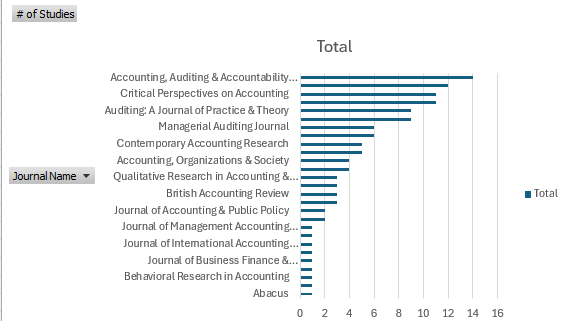 # of Studies
Total
Accounting, Auditing & Accountability...
Critical Perspectives on Accounting
Auditing: A Journal of Practice & Theory
Managerial Auditing Journal
Contemporary Accounting Research
Accounting, Organizations & Society
Journal Name
Qualitative Research in Accounting &...
British Accounting Review
Total
Journal of Accounting & Public Policy
Journal of Management Accounting...
Journal of International Accounting...
Journal of Business Finance &...
Behavioral Research in Accounting
Abacus
0 2 4 6 8 10 12 14 16